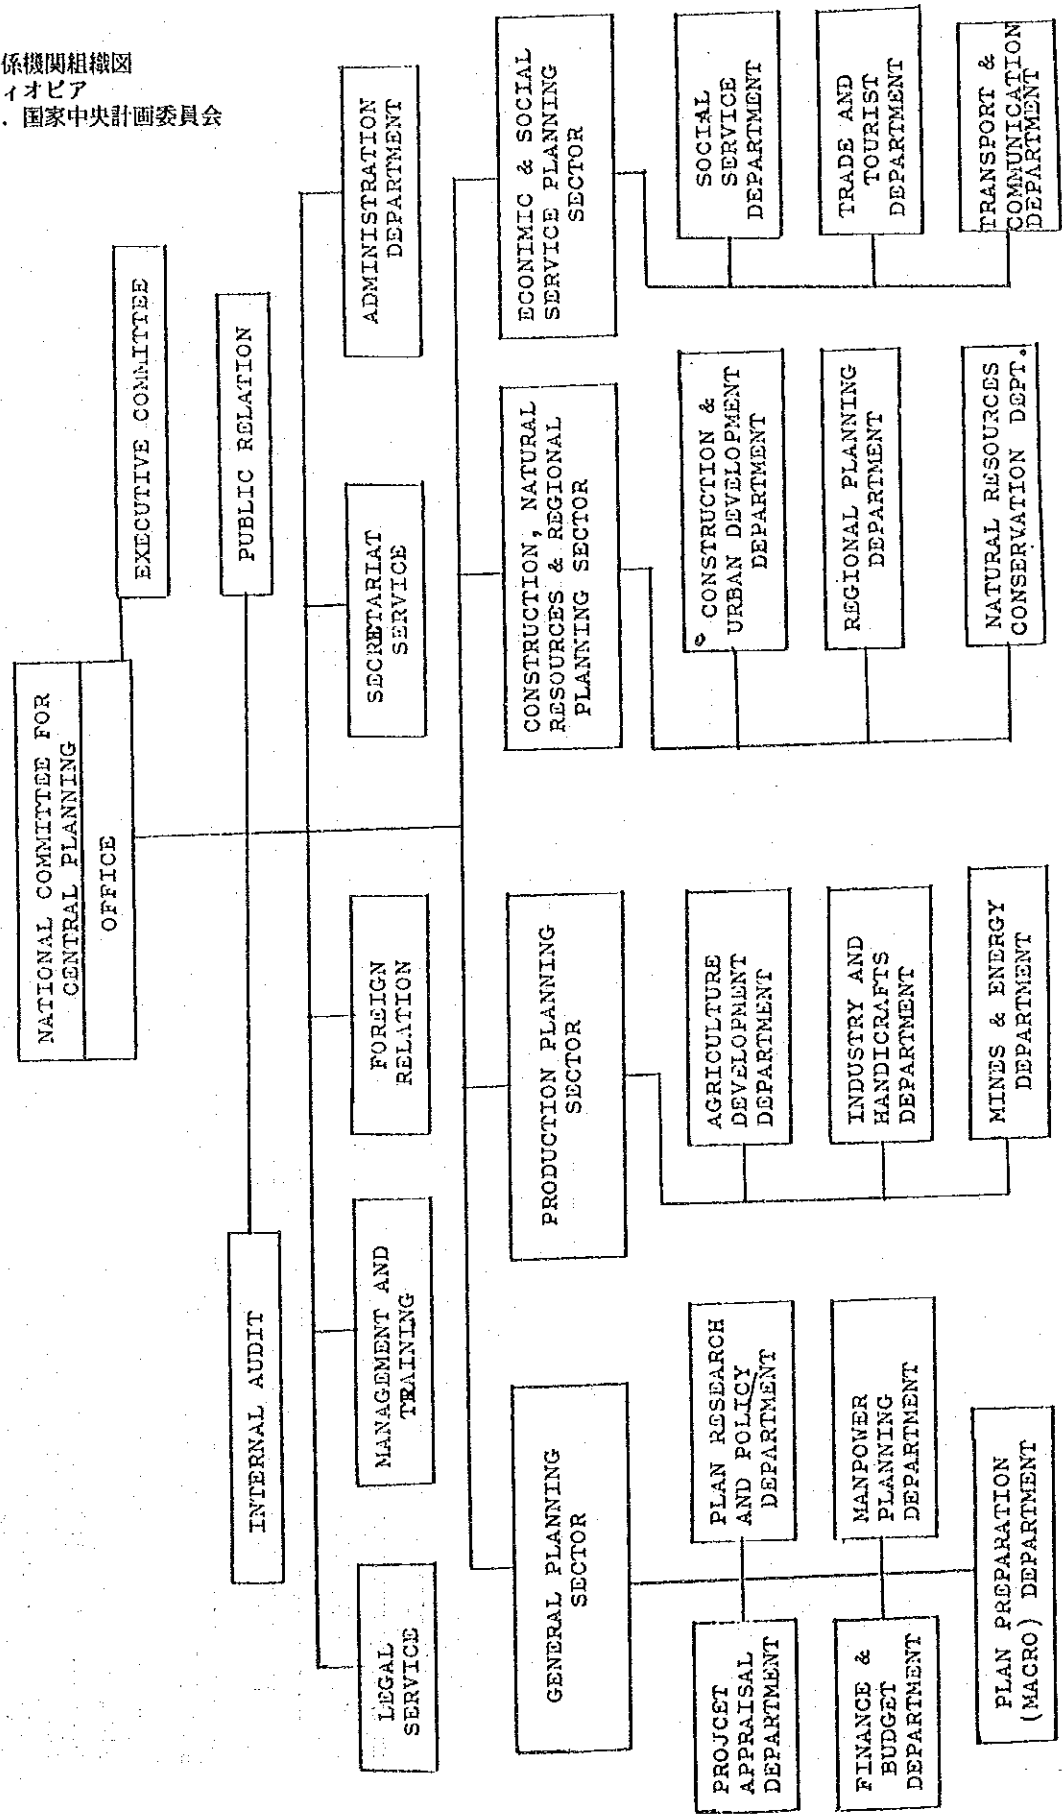 係機関組織図
ィオピア
. 国家中央計画委員会
NATIONAL COMMITTEE FOR
CENTRAL PLANNING
OFFICE
EXECUTIVE COMMITTEE
INTERNAL AUDIT
PUBLIC RELATION
LEGAL
SERVICE
MANAGEMENT AND
TRAINING
FOREIGN
RELATION
SECRETARIAT
SERVICE
ADMINISTRATION
DEPARTMENT
GENERAL PLANNING
SECTOR
PRODUCTION PLANNING
SECTOR
CONSTRUCTION, NATURAL
RESOURCES & REGIONAL
PLANNING SECTOR
ECONIMIC & SOCIAL
SERVICE PLANNING
SECTOR
PROJCET
APPRAISAL
DEPARTMENT
PLAN RESEARCH
AND POLICY
DEPARTMENT
AGRICULTURE
DEVELOPMENT
DEPARTMENT
CONSTRUCTION &
URBAN DEVELOPMENT
DEPARTMENT
SOCIAL
SERVICE
DEPARTMENT
FINANCE &
BUDGET
DEPARTMENT
MANPOWER
PLANNING
DEPARTMENT
INDUSTRY AND
HANDICRAFTS
DEPARTMENT
REGIONAL PLANNING
DEPARTMENT
TRADE AND
TOURIST
DEPARTMENT
PLAN PREPARATION
(MACRO) DEPARTMENT
MINES & ENERGY
DEPARTMENT
NATURAL RESOURCES
CONSERVATION DEPT.
TRANSPORT &
COMMUNICATION
DEPARTMENT